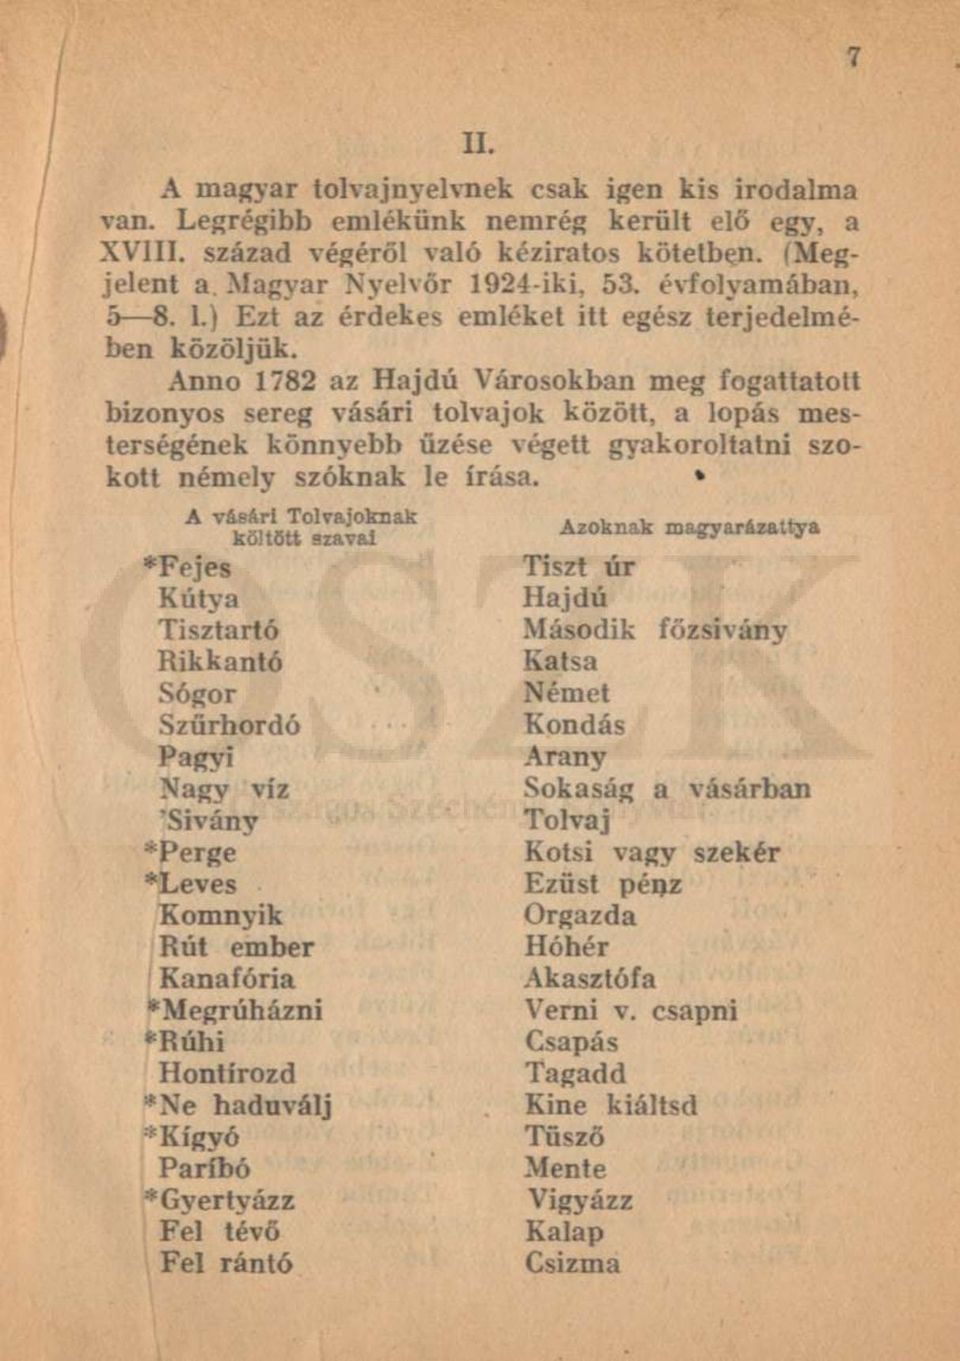 7
II.
A magyar tolvajnyelvnek csak igen kis irodalma
van. Legrégibb emlékünk nemrég került elő egy, a
XVIII. század végéről való kéziratos kötetben. (Meg-
jelent a Magyar Nyelvőr 1924-iki, 53. évfolyamában,
5—8. l.) Ezt az érdekes emléket itt egész terjedelmé-
ben közöljük.
Anno 1782 az Hajdú Városokban meg fogattatott
bizonyos sereg vásári tolvajok között, a lopás mes-
terségének könnyebb űzése végett gyakoroltatni szo-
kott némely szóknak le írása.
A vásári Tolvajoknak
költött szavai
Azoknak magyarázattya
*Fejes Tiszt úr
Kútya Hajdú
Tisztartó Második főzsivány
Rikkantó Katsa
Sógor Német
Szűrhordó Kondás
Pagyi Arany
Nagy víz Sokaság a vásárban
'Sivány Tolvaj
*Perge Kotsi vagy szekér
*Leves Ezüst pénz
Komnyik Orgazda
Rút ember Hóhér
Kanafória Akasztófa
*Megrúházni Verni v. csapni
*Rúhi Csapás
Hontírozd Tagadd
*Ne haduválj Kine kiáltsd
*Kígyó Tüsző
Paríbó Mente
*Gyertyázz Vigyázz
Fel tévő Kalap
Fel rántó Csizma
OSZK